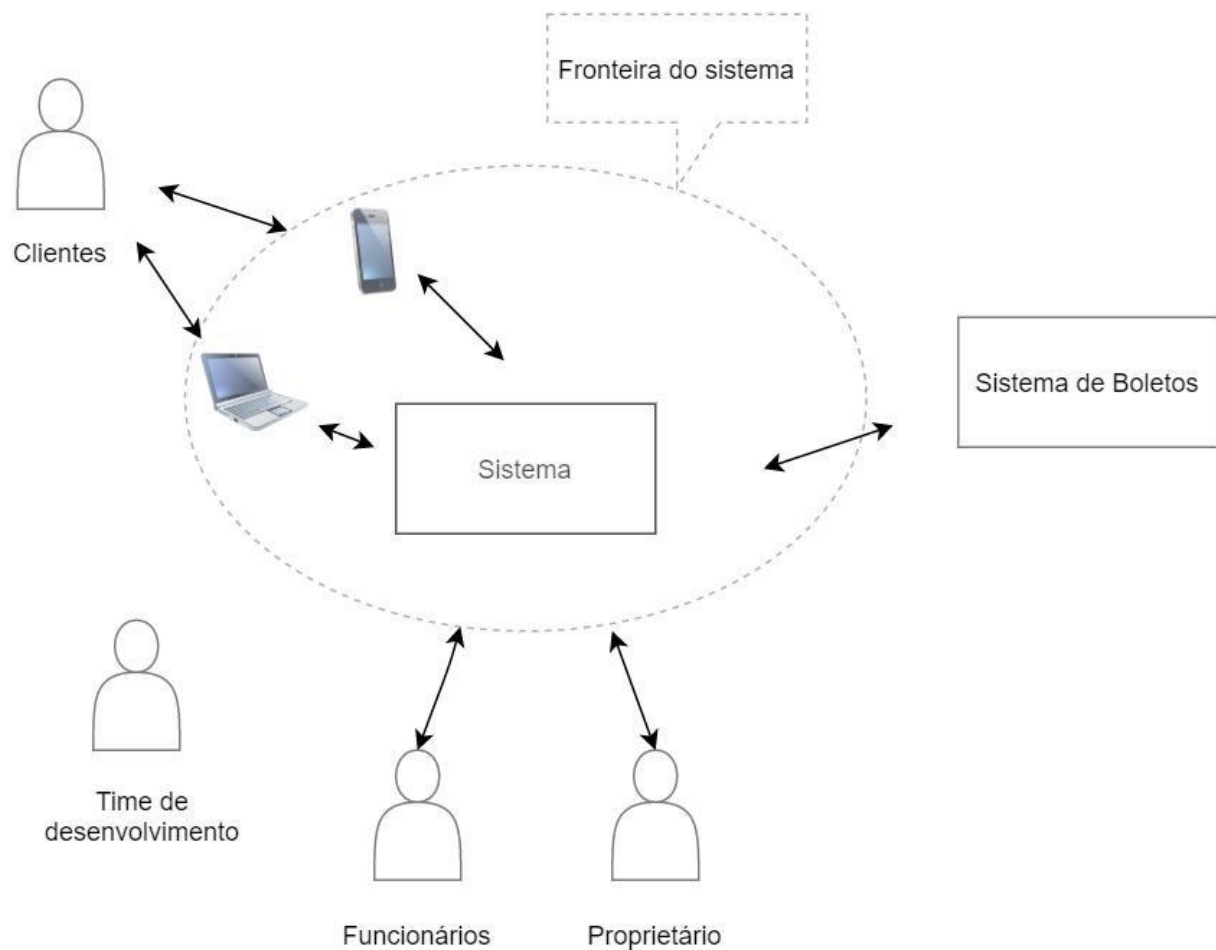 Fronteira do sistema
Clientes
Sistema de Boletos
Sistema
Time de
desenvolvimento
Funcionários
Proprietário